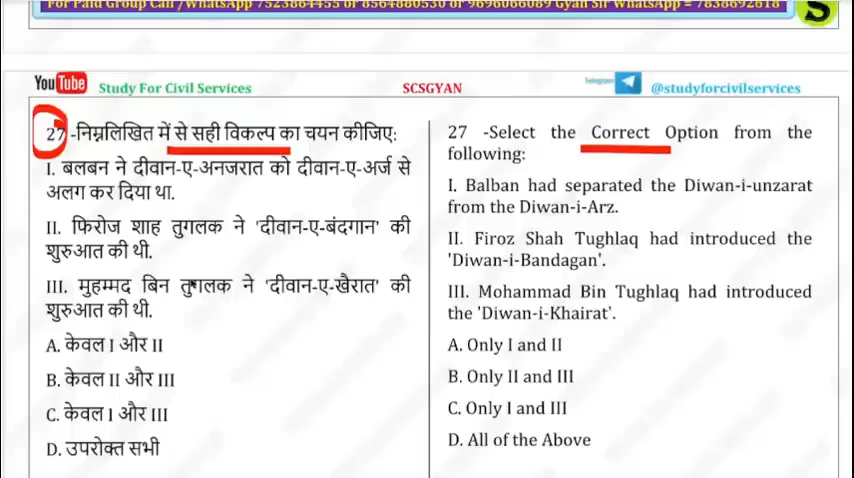 For Paid Group Call /WhatsApp 7523864455 or 8564880530 or 9696066089 Gyan Sir WhatsApp = 7838692618
S
YouTube Study For Civil Services SCSGYAN Telegram @studyforcivilservices
27 -निम्नलिखित में से सही विकल्प का चयन कीजिए:
I. बलबन ने दीवान-ए-अनजरात को दीवान-ए-अर्ज से
अलग कर दिया था.
II. फिरोज शाह तुगलक ने 'दीवान-ए-बंदगान' की
शुरुआत की थी.
III. मुहम्मद बिन तुगलक ने 'दीवान-ए-खैरात' की
शुरुआत की थी.
A. केवल I और II
B. केवल II और III
C. केवल I और III
D. उपरोक्त सभी
27 -Select the Correct Option from the
following:
I. Balban had separated the Diwan-i-unzarat
from the Diwan-i-Arz.
II. Firoz Shah Tughlaq had introduced the
'Diwan-i-Bandagan'.
III. Mohammad Bin Tughlaq had introduced
the 'Diwan-i-Khairat'.
A. Only I and II
B. Only II and III
C. Only I and III
D. All of the Above